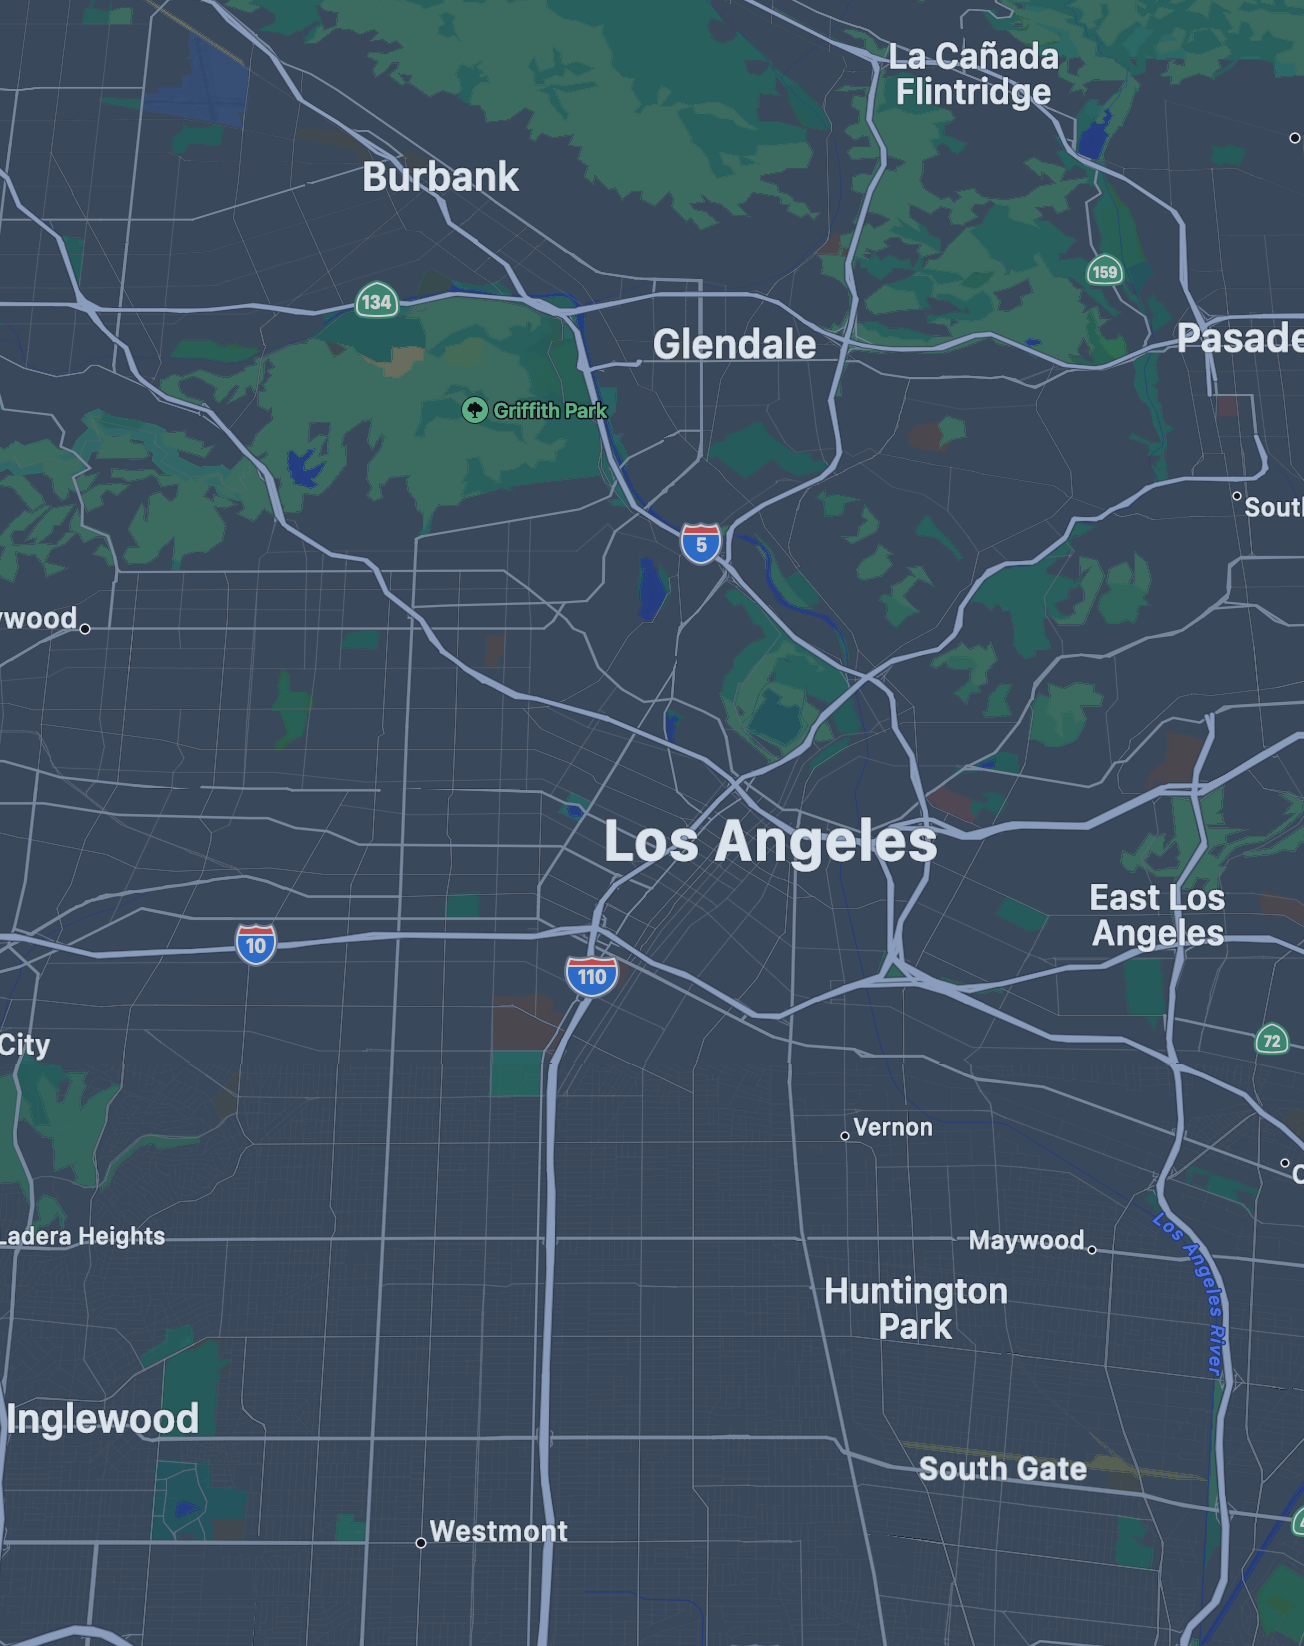 La Cañada
Flintridge
Burbank
159
134
Glendale
Pasade
Griffith Park
South
5
wood
Los Angeles
East Los
Angeles
10
110
City
72
Vernon
C
Ladera Heights
Maywood
Los Angeles River
Huntington
Park
Inglewood
South Gate
Westmont